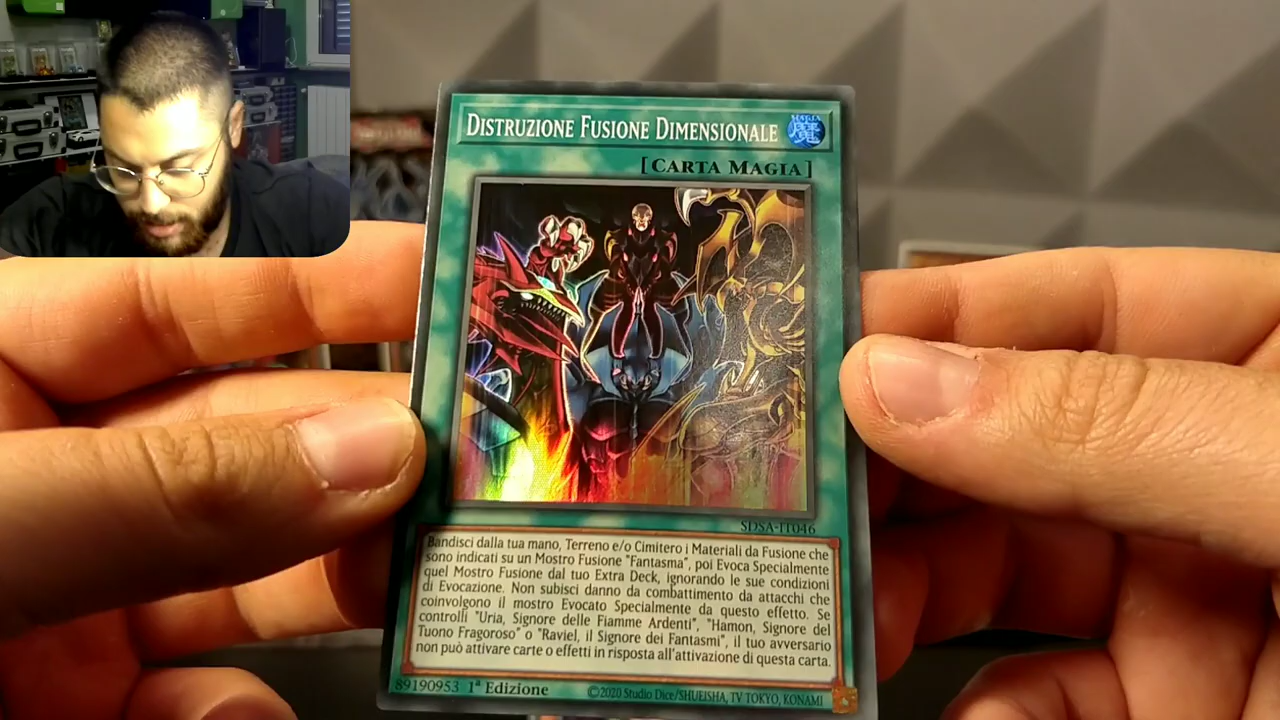 Distruzione Fusione Dimensionale
MAGIA
[Carta Magia]
SDSA-IT046
Bandisci dalla tua mano, Terreno e/o Cimitero i Materiali da Fusione che
sono indicati su un Mostro Fusione "Fantasma", poi Evoca Specialmente
quel Mostro Fusione dal tuo Extra Deck, ignorando le sue condizioni
di Evocazione. Non subisci danno da combattimento da attacchi che
coinvolgono il mostro Evocato Specialmente da questo effetto. Se
controlli "Uria, Signore delle Fiamme Ardenti", "Hamon, Signore del
Tuono Fragoroso" o "Raviel, il Signore dei Fantasmi", il tuo avversario
non può attivare carte o effetti in risposta all'attivazione di questa carta.
89190953 1ª Edizione ©2020 Studio Dice/SHUEISHA, TV TOKYO, KONAMI